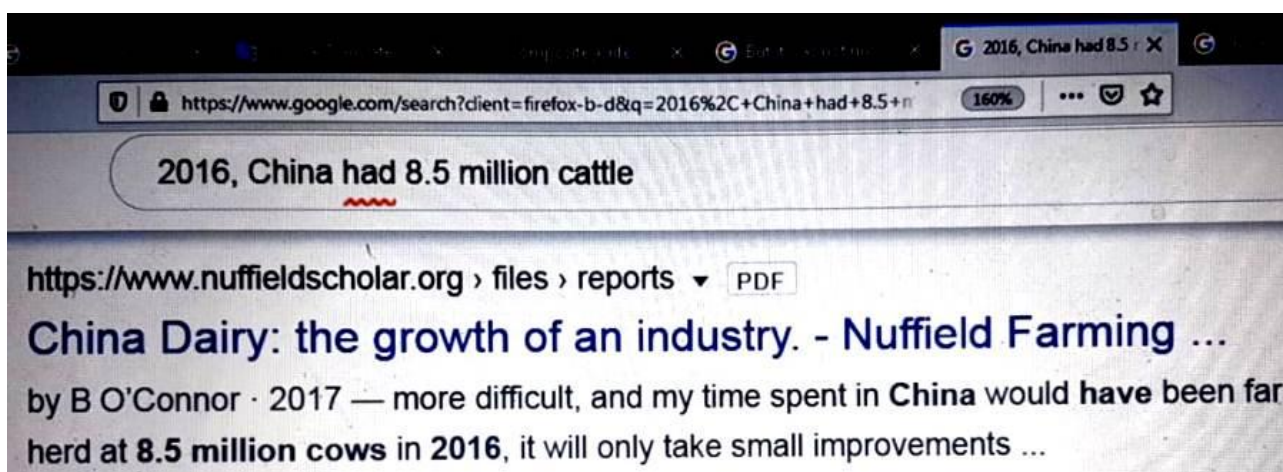 2016, China had 8.5 r
https://www.google.com/search?client=firefox-b-d&q=2016%2C+China+had+8.5+
160%
2016, China had 8.5 million cattle
https://www.nuffieldscholar.org › files › reports ▾ PDF
China Dairy: the growth of an industry. - Nuffield Farming ...
by B O'Connor · 2017 — more difficult, and my time spent in China would have been far
herd at 8.5 million cows in 2016, it will only take small improvements ...